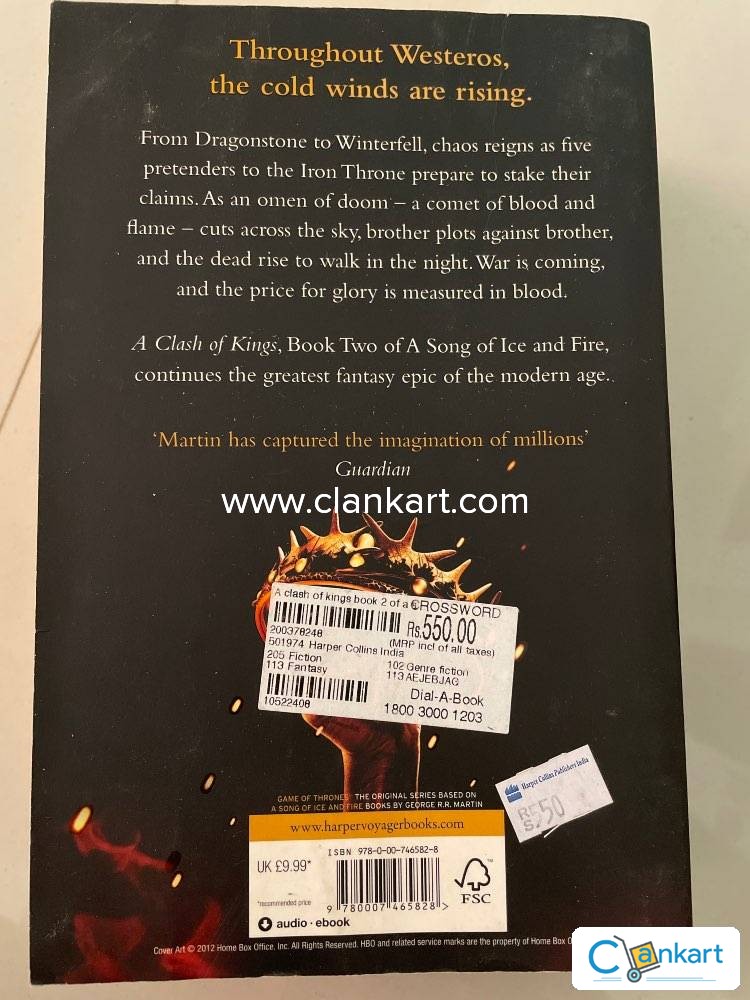 Throughout Westeros,
the cold winds are rising.
From Dragonstone to Winterfell, chaos reigns as five
pretenders to the Iron Throne prepare to stake their
claims. As an omen of doom – a comet of blood and
flame – cuts across the sky, brother plots against brother,
and the dead rise to walk in the night. War is coming,
and the price for glory is measured in blood.
A Clash of Kings, Book Two of A Song of Ice and Fire,
continues the greatest fantasy epic of the modern age.
‘Martin has captured the imagination of millions’
Guardian
www.clankart.com
A clash of kings book 2 of a CROSSWORD
Rs.550.00
200378248 (MRP incl of all taxes)
501974 Harper Collins India
205 Fiction 102 Genre fiction
113 Fantasy 113 AEJEBJAG
Dial-A-Book
10522408 1800 3000 1203
Harper Collins Publishers India
RE
S. 550
GAME OF THRONES THE ORIGINAL SERIES BASED ON
A SONG OF ICE AND FIRE BOOKS BY GEORGE R.R. MARTIN
www.harpervoyagerbooks.com
ISBN 978-0-00-746582-8
UK £9.99*
*recommended price
9 780007 465828 >
FSC
audio · ebook
Cover Art © 2012 Home Box Office, Inc. All Rights Reserved. HBO and related service marks are the property of Home Box O
Clankart